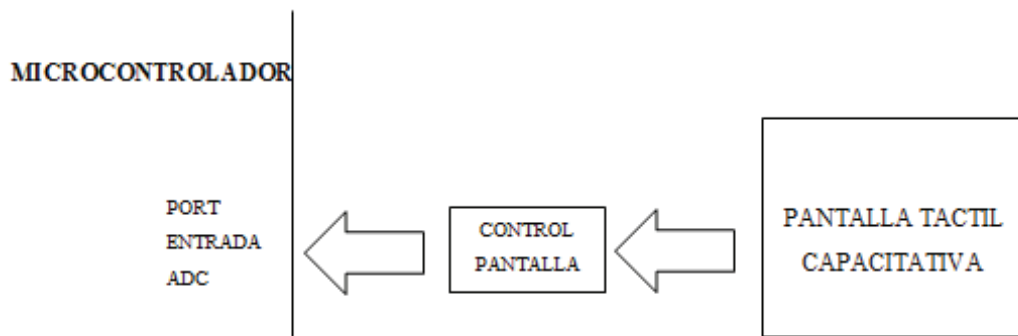 MICROCONTROLADOR
PORT
ENTRADA
ADC
CONTROL
PANTALLA
PANTALLA TACTIL
CAPACITATIVA